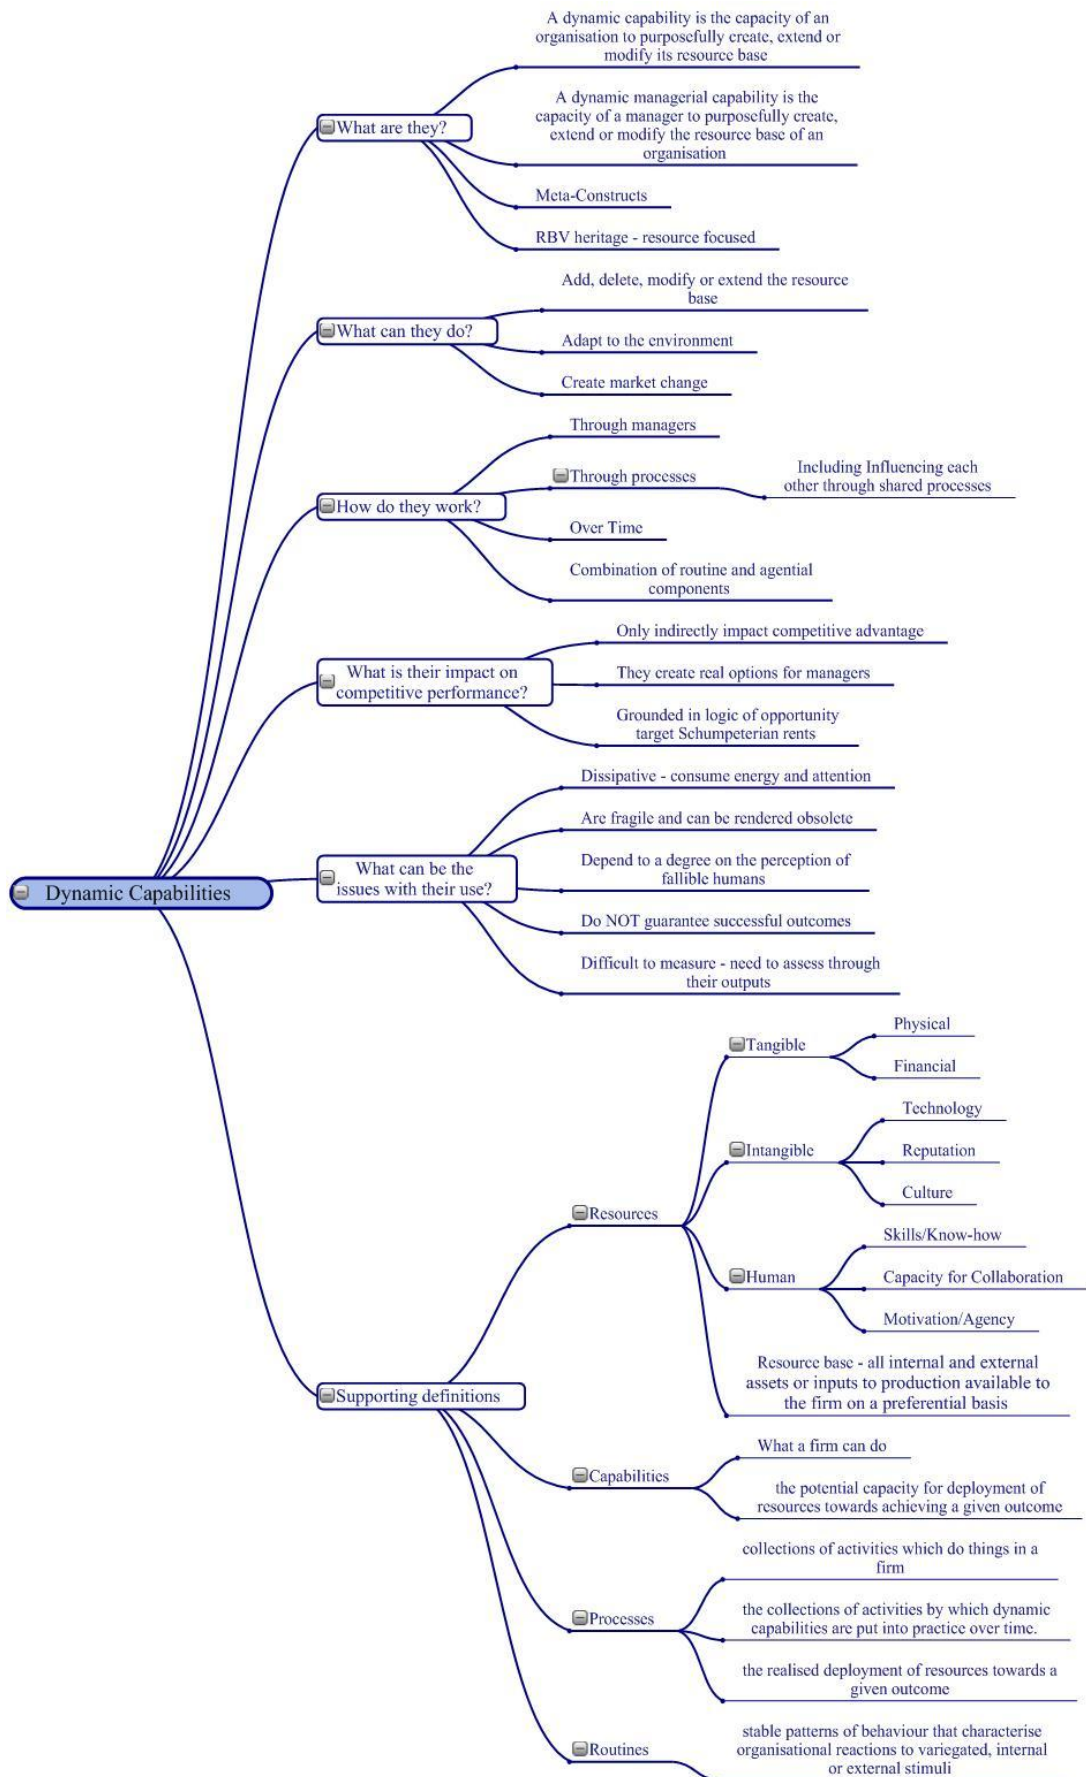 A dynamic capability is the capacity of an
organisation to purposefully create, extend or
modify its resource base
A dynamic managerial capability is the
capacity of a manager to purposefully create,
extend or modify the resource base of an
organisation
What are they?
Meta-Constructs
RBV heritage - resource focused
Add, delete, modify or extend the resource
base
What can they do?
Adapt to the environment
Create market change
Through managers
Through processes
Including Influencing each
other through shared processes
How do they work?
Over Time
Combination of routine and agential
components
Only indirectly impact competitive advantage
What is their impact on
competitive performance?
They create real options for managers
Grounded in logic of opportunity
target Schumpeterian rents
Dissipative - consume energy and attention
Are fragile and can be rendered obsolete
What can be the
issues with their use?
Depend to a degree on the perception of
fallible humans
Dynamic Capabilities
Do NOT guarantee successful outcomes
Difficult to measure - need to assess through
their outputs
Physical
Tangible
Financial
Technology
Intangible
Reputation
Culture
Resources
Skills/Know-how
Human
Capacity for Collaboration
Motivation/Agency
Resource base - all internal and external
assets or inputs to production available to
the firm on a preferential basis
Supporting definitions
What a firm can do
Capabilities
the potential capacity for deployment of
resources towards achieving a given outcome
collections of activities which do things in a
firm
Processes
the collections of activities by which dynamic
capabilities are put into practice over time.
the realised deployment of resources towards a
given outcome
Routines
stable patterns of behaviour that characterise
organisational reactions to variegated, internal
or external stimuli